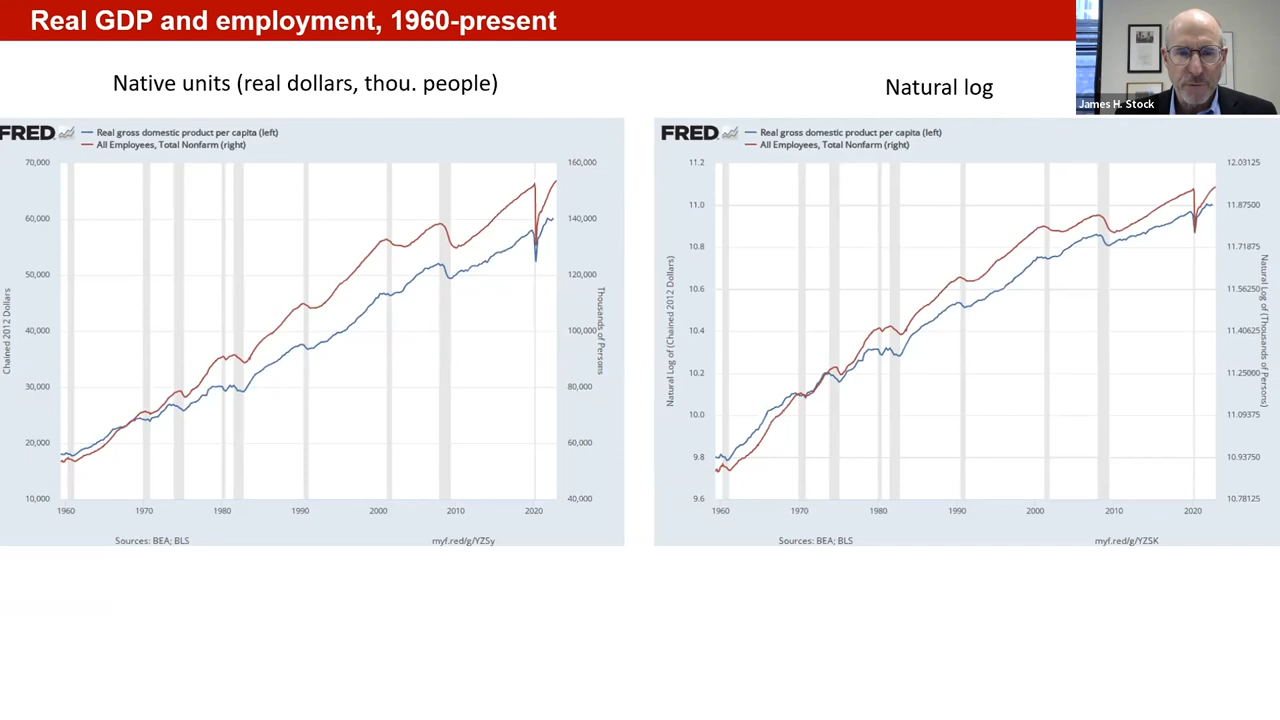 Real GDP and employment, 1960-present
James H. Stock
Native units (real dollars, thou. people)
FRED
Real gross domestic product per capita (left)
All Employees, Total Nonfarm (right)
70,000
60,000
50,000
40,000
30,000
20,000
10,000
Chained 2012 Dollars
160,000
140,000
120,000
100,000
80,000
60,000
40,000
Thousands of Persons
1960 1970 1980 1990 2000 2010 2020
Sources: BEA; BLS
myf.red/g/YZSy
Natural log
FRED
Real gross domestic product per capita (left)
All Employees, Total Nonfarm (right)
11.2
11.0
10.8
10.6
10.4
10.2
10.0
9.8
9.6
Natural Log of (Chained 2012 Dollars)
12.03125
11.87500
11.71875
11.56250
11.40625
11.25000
11.09375
10.93750
10.78125
Natural Log of (Thousands of Persons)
1960 1970 1980 1990 2000 2010 2020
Sources: BEA; BLS
myf.red/g/YZSK